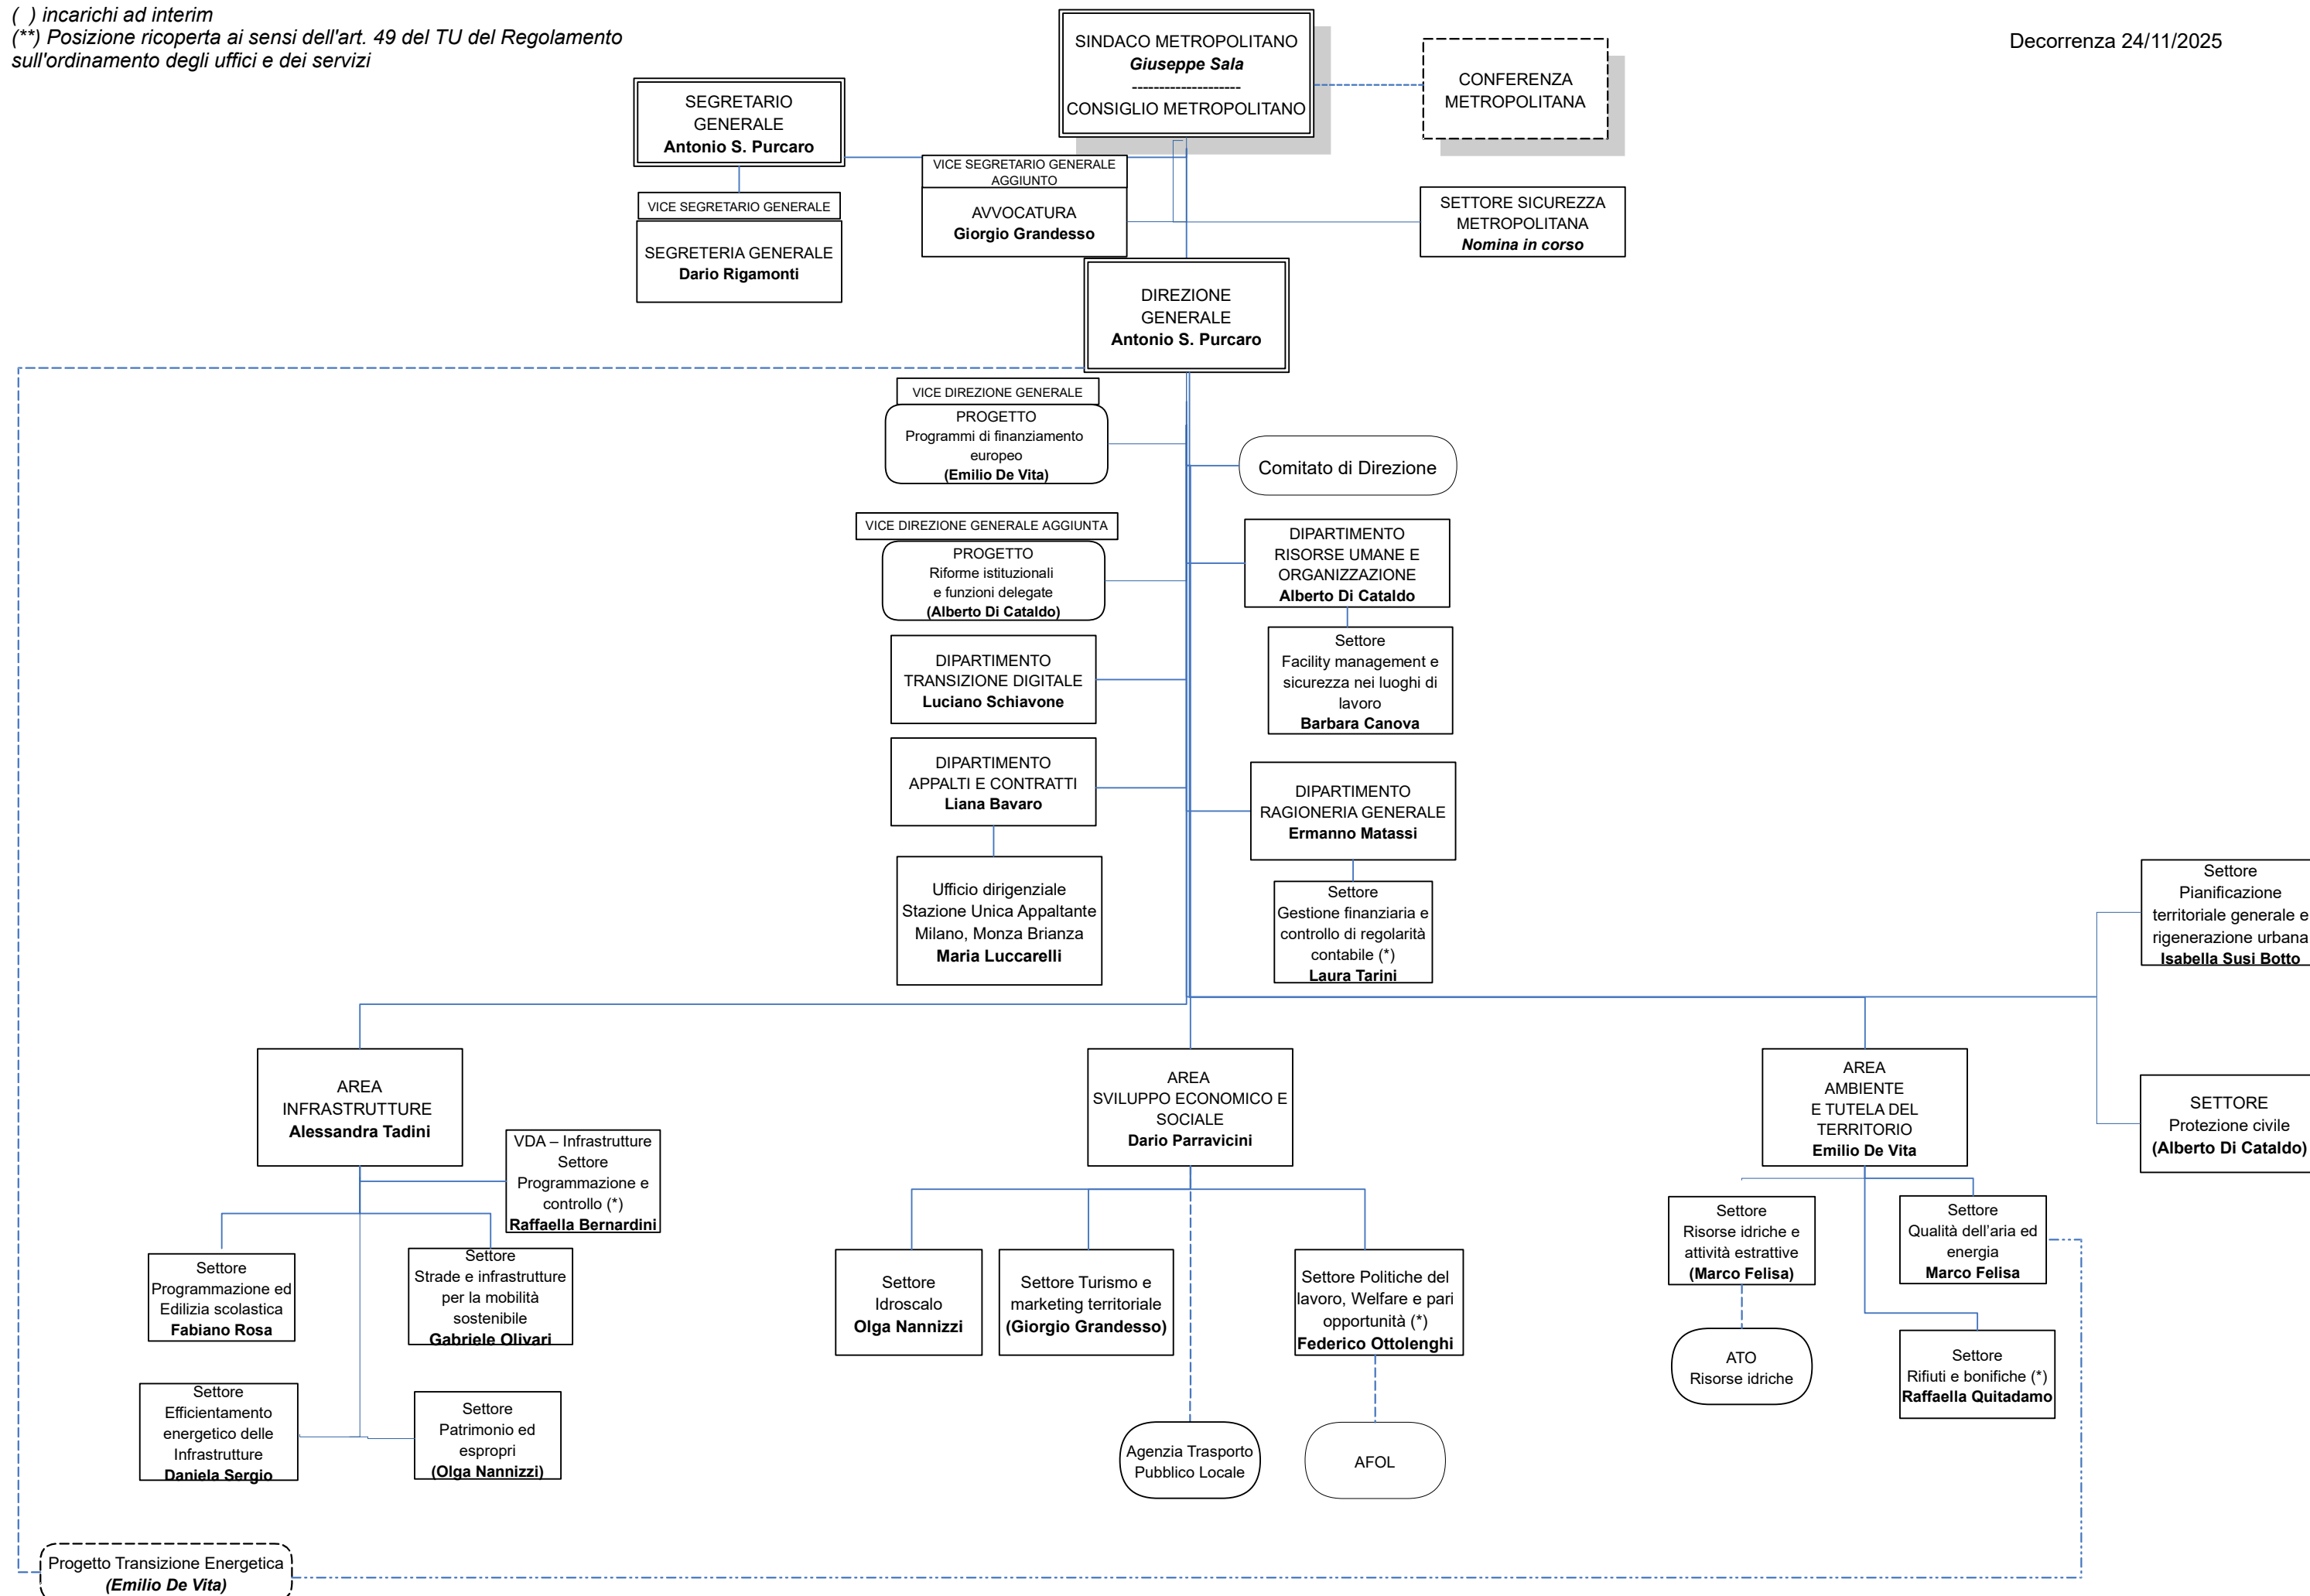 ( ) incarichi ad interim
(**) Posizione ricoperta ai sensi dell'art. 49 del TU del Regolamento
sull'ordinamento degli uffici e dei servizi
Decorrenza 24/11/2025
SINDACO METROPOLITANO
Giuseppe Sala
--------------------
CONSIGLIO METROPOLITANO
CONFERENZA
METROPOLITANA
SEGRETARIO
GENERALE
Antonio S. Purcaro
VICE SEGRETARIO GENERALE
SEGRETERIA GENERALE
Dario Rigamonti
VICE SEGRETARIO GENERALE
AGGIUNTO
AVVOCATURA
Giorgio Grandesso
SETTORE SICUREZZA
METROPOLITANA
Nomina in corso
DIREZIONE
GENERALE
Antonio S. Purcaro
VICE DIREZIONE GENERALE
PROGETTO
Programmi di finanziamento
europeo
(Emilio De Vita)
Comitato di Direzione
VICE DIREZIONE GENERALE AGGIUNTA
PROGETTO
Riforme istituzionali
e funzioni delegate
(Alberto Di Cataldo)
DIPARTIMENTO
RISORSE UMANE E
ORGANIZZAZIONE
Alberto Di Cataldo
Settore
Facility management e
sicurezza nei luoghi di
lavoro
Barbara Canova
DIPARTIMENTO
TRANSIZIONE DIGITALE
Luciano Schiavone
DIPARTIMENTO
APPALTI E CONTRATTI
Liana Bavaro
DIPARTIMENTO
RAGIONERIA GENERALE
Ermanno Matassi
Ufficio dirigenziale
Stazione Unica Appaltante
Milano, Monza Brianza
Maria Luccarelli
Settore
Gestione finanziaria e
controllo di regolarità
contabile (*)
Laura Tarini
Settore
Pianificazione
territoriale generale e
rigenerazione urbana
Isabella Susi Botto
AREA
INFRASTRUTTURE
Alessandra Tadini
AREA
SVILUPPO ECONOMICO E
SOCIALE
Dario Parravicini
AREA
AMBIENTE
E TUTELA DEL
TERRITORIO
Emilio De Vita
SETTORE
Protezione civile
(Alberto Di Cataldo)
VDA – Infrastrutture
Settore
Programmazione e
controllo (*)
Raffaella Bernardini
Settore
Programmazione ed
Edilizia scolastica
Fabiano Rosa
Settore
Strade e infrastrutture
per la mobilità
sostenibile
Gabriele Olivari
Settore
Idroscalo
Olga Nannizzi
Settore Turismo e
marketing territoriale
(Giorgio Grandesso)
Settore Politiche del
lavoro, Welfare e pari
opportunità (*)
Federico Ottolenghi
Settore
Risorse idriche e
attività estrattive
(Marco Felisa)
Settore
Qualità dell’aria ed
energia
Marco Felisa
ATO
Risorse idriche
Settore
Rifiuti e bonifiche (*)
Raffaella Quitadamo
Settore
Efficientamento
energetico delle
Infrastrutture
Daniela Sergio
Settore
Patrimonio ed
espropri
(Olga Nannizzi)
Agenzia Trasporto
Pubblico Locale
AFOL
Progetto Transizione Energetica
(Emilio De Vita)